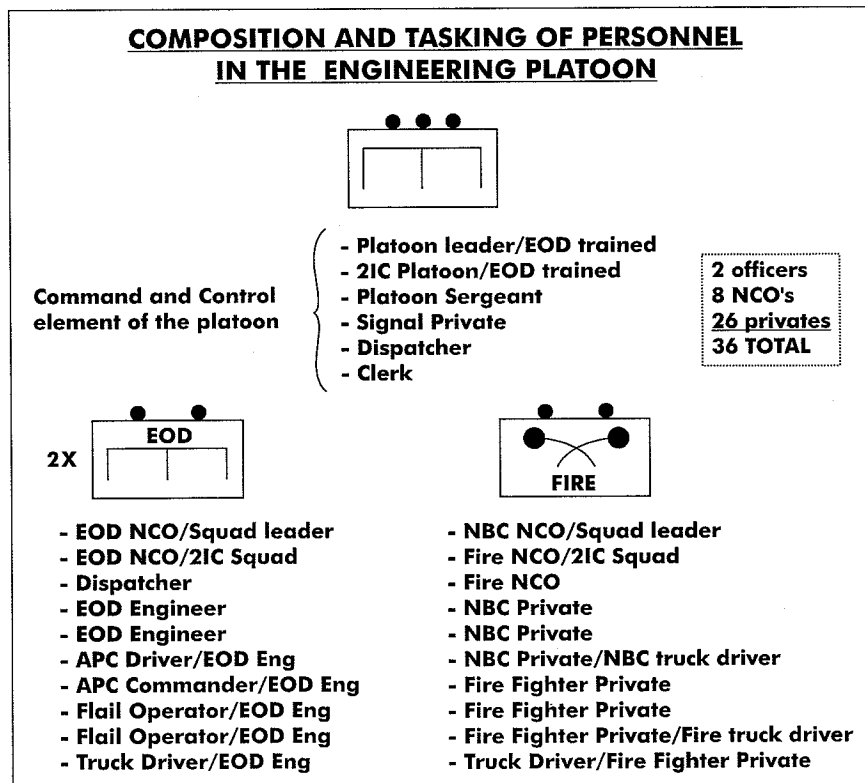 COMPOSITION AND TASKING OF PERSONNEL
IN THE ENGINEERING PLATOON
Command and Control
element of the platoon
- Platoon leader/EOD trained
- 2IC Platoon/EOD trained
- Platoon Sergeant
- Signal Private
- Dispatcher
- Clerk
2 officers
8 NCO's
26 privates
36 TOTAL
2X
EOD
- EOD NCO/Squad leader
- EOD NCO/2IC Squad
- Dispatcher
- EOD Engineer
- EOD Engineer
- APC Driver/EOD Eng
- APC Commander/EOD Eng
- Flail Operator/EOD Eng
- Flail Operator/EOD Eng
- Truck Driver/EOD Eng
FIRE
- NBC NCO/Squad leader
- Fire NCO/2IC Squad
- Fire NCO
- NBC Private
- NBC Private
- NBC Private/NBC truck driver
- Fire Fighter Private
- Fire Fighter Private
- Fire Fighter Private/Fire truck driver
- Truck Driver/Fire Fighter Private